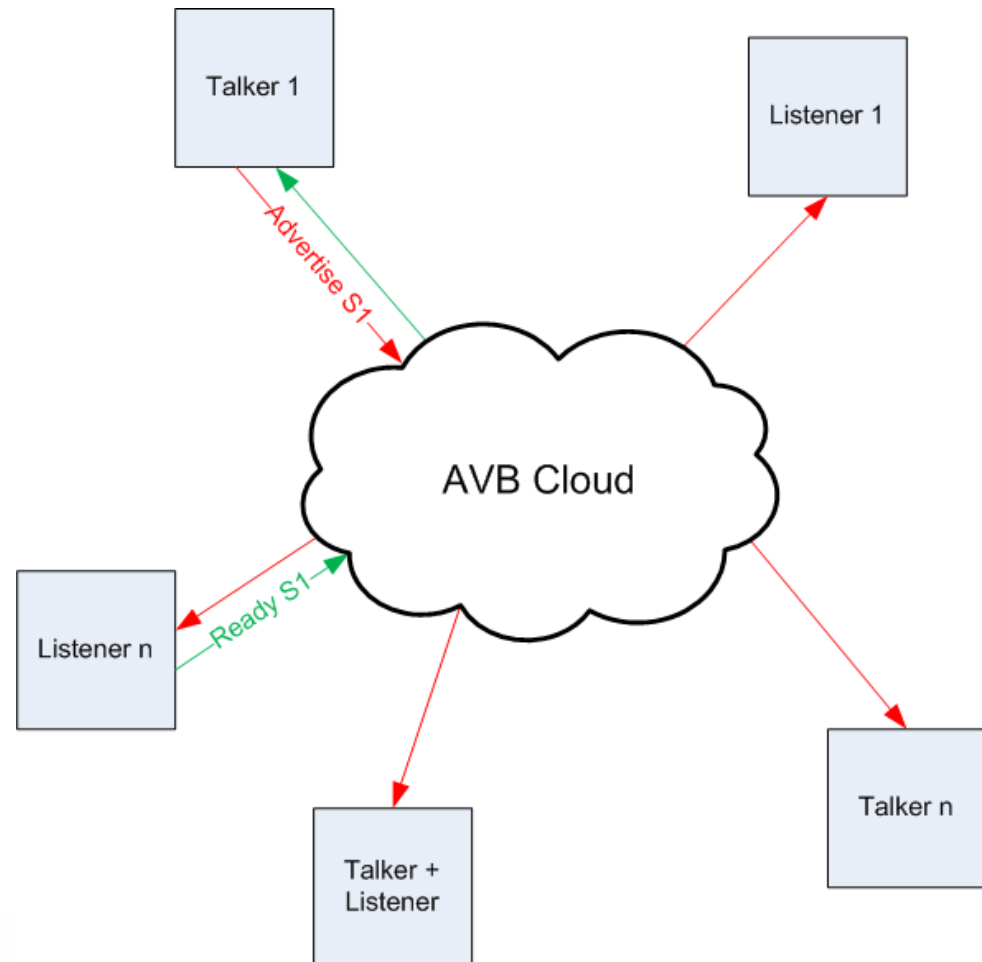 Talker 1
Listener 1
Advertise S1
AVB Cloud
Ready S1
Listener n
Talker n
Talker +
Listener